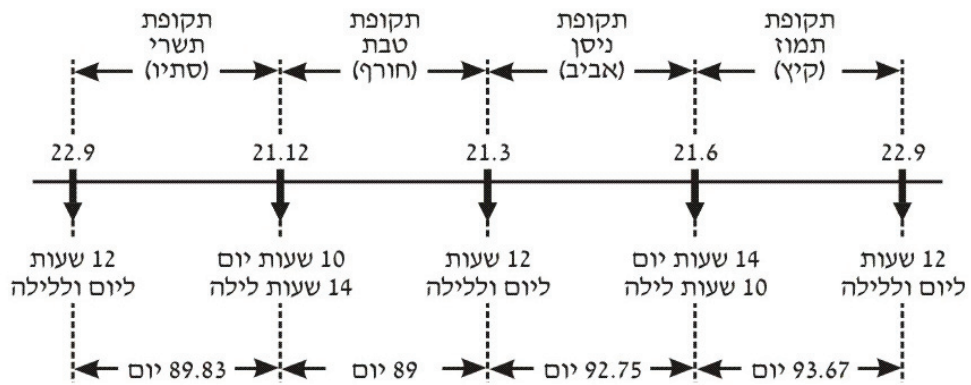 תקופת
תשרי
(סתיו)
תקופת
טבת
(חורף)
תקופת
ניסן
(אביב)
תקופת
תמוז
(קיץ)
22.9
21.12
21.3
21.6
22.9
12 שעות
ליום וללילה
10 שעות יום
14 שעות לילה
12 שעות
ליום וללילה
14 שעות יום
10 שעות לילה
12 שעות
ליום וללילה
89.83 יום
89 יום
92.75 יום
93.67 יום